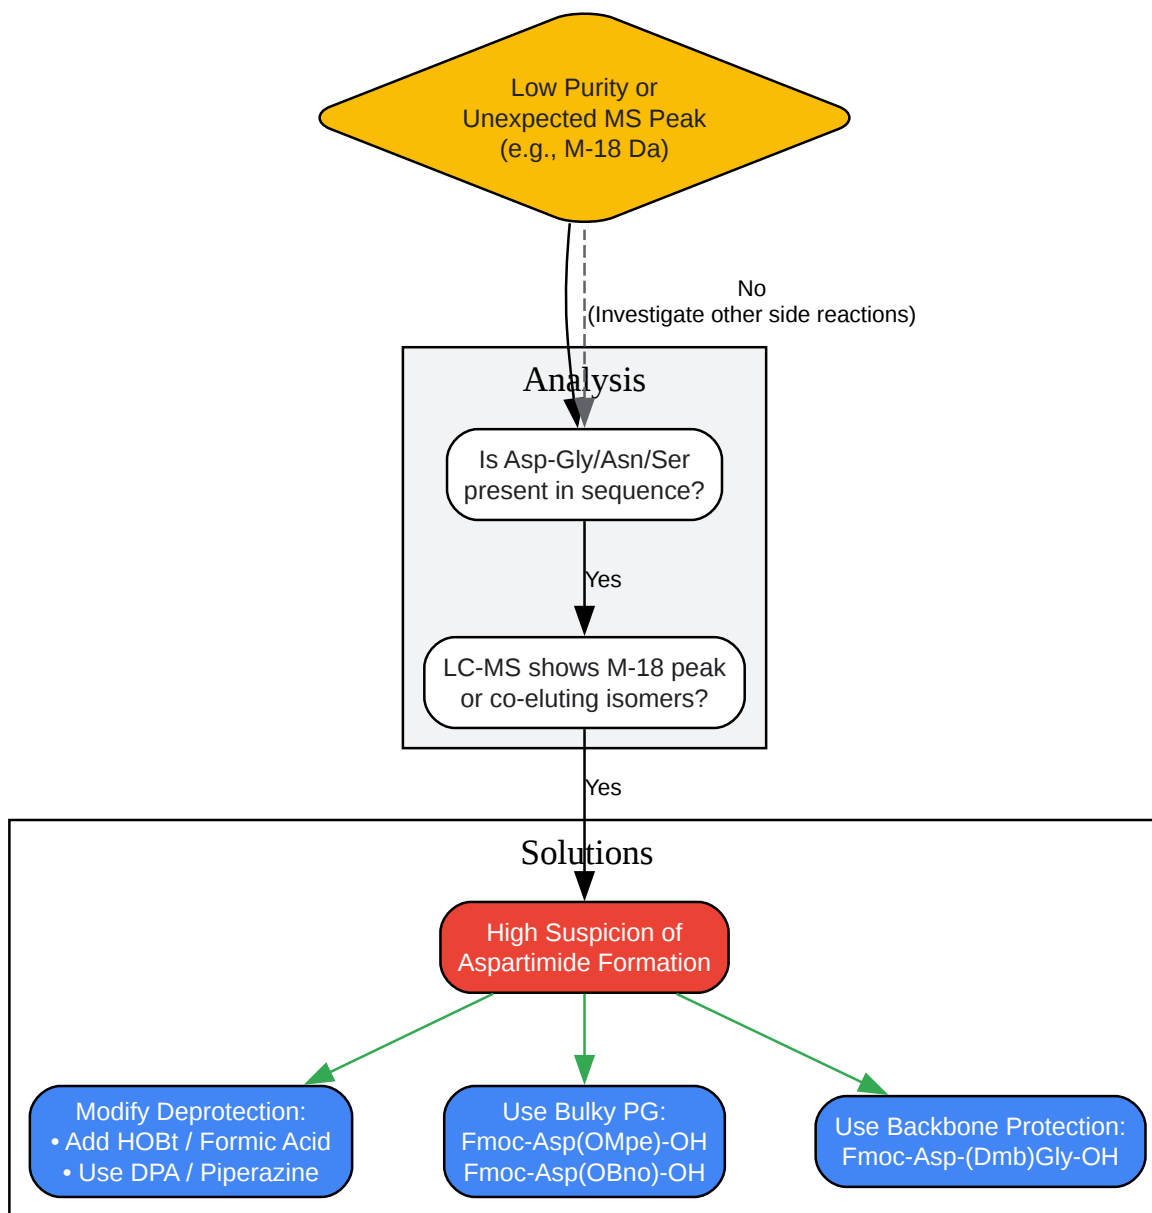 Low Purity or
Unexpected MS Peak
(e.g., M-18 Da)
No
(Investigate other side reactions)
Analysis
Is Asp-Gly/Asn/Ser
present in sequence?
Yes
LC-MS shows M-18 peak
or co-eluting isomers?
Yes
Solutions
High Suspicion of
Aspartimide Formation
Modify Deprotection:
• Add HOBt / Formic Acid
• Use DPA / Piperazine
Use Bulky PG:
Fmoc-Asp(OMpe)-OH
Fmoc-Asp(OBno)-OH
Use Backbone Protection:
Fmoc-Asp-(Dmb)Gly-OH